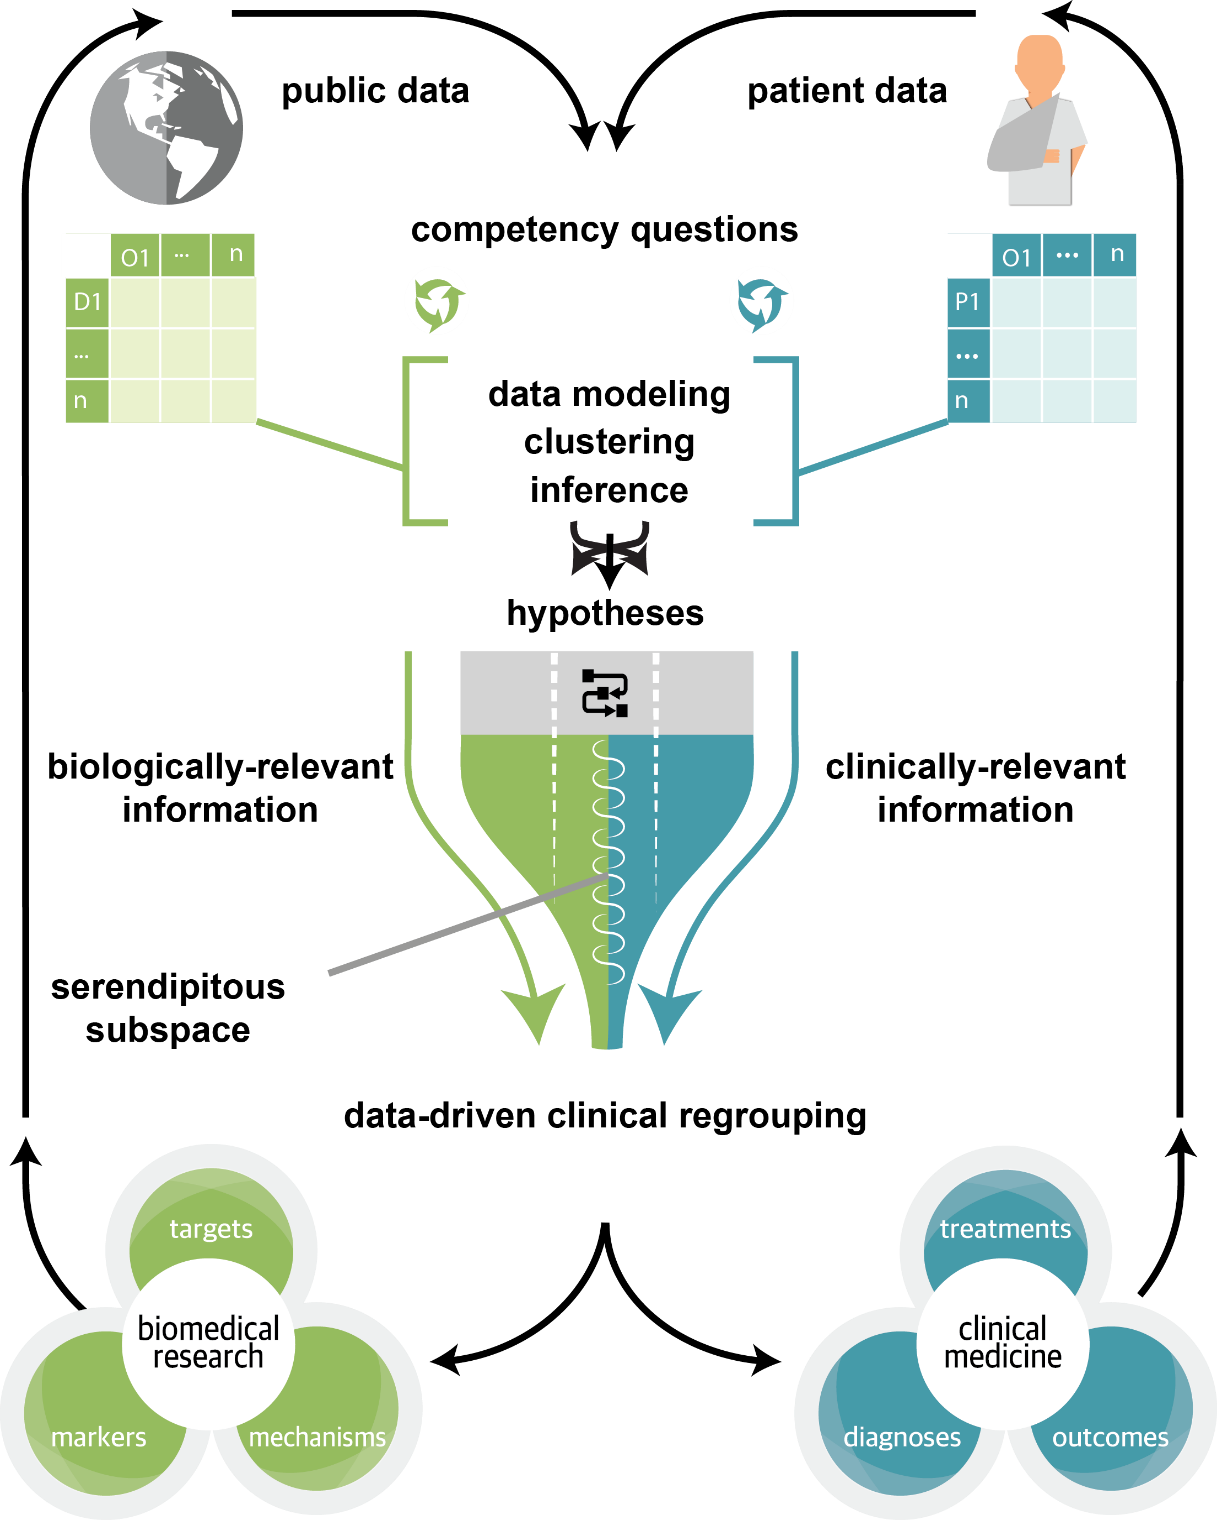 public data
patient data
competency questions
O1 ... n
D1
...
n
O1 ... n
P1
...
n
data modeling
clustering
inference
hypotheses
biologically-relevant
information
clinically-relevant
information
serendipitous
subspace
data-driven clinical regrouping
targets
biomedical
research
markers
mechanisms
treatments
clinical
medicine
diagnoses
outcomes